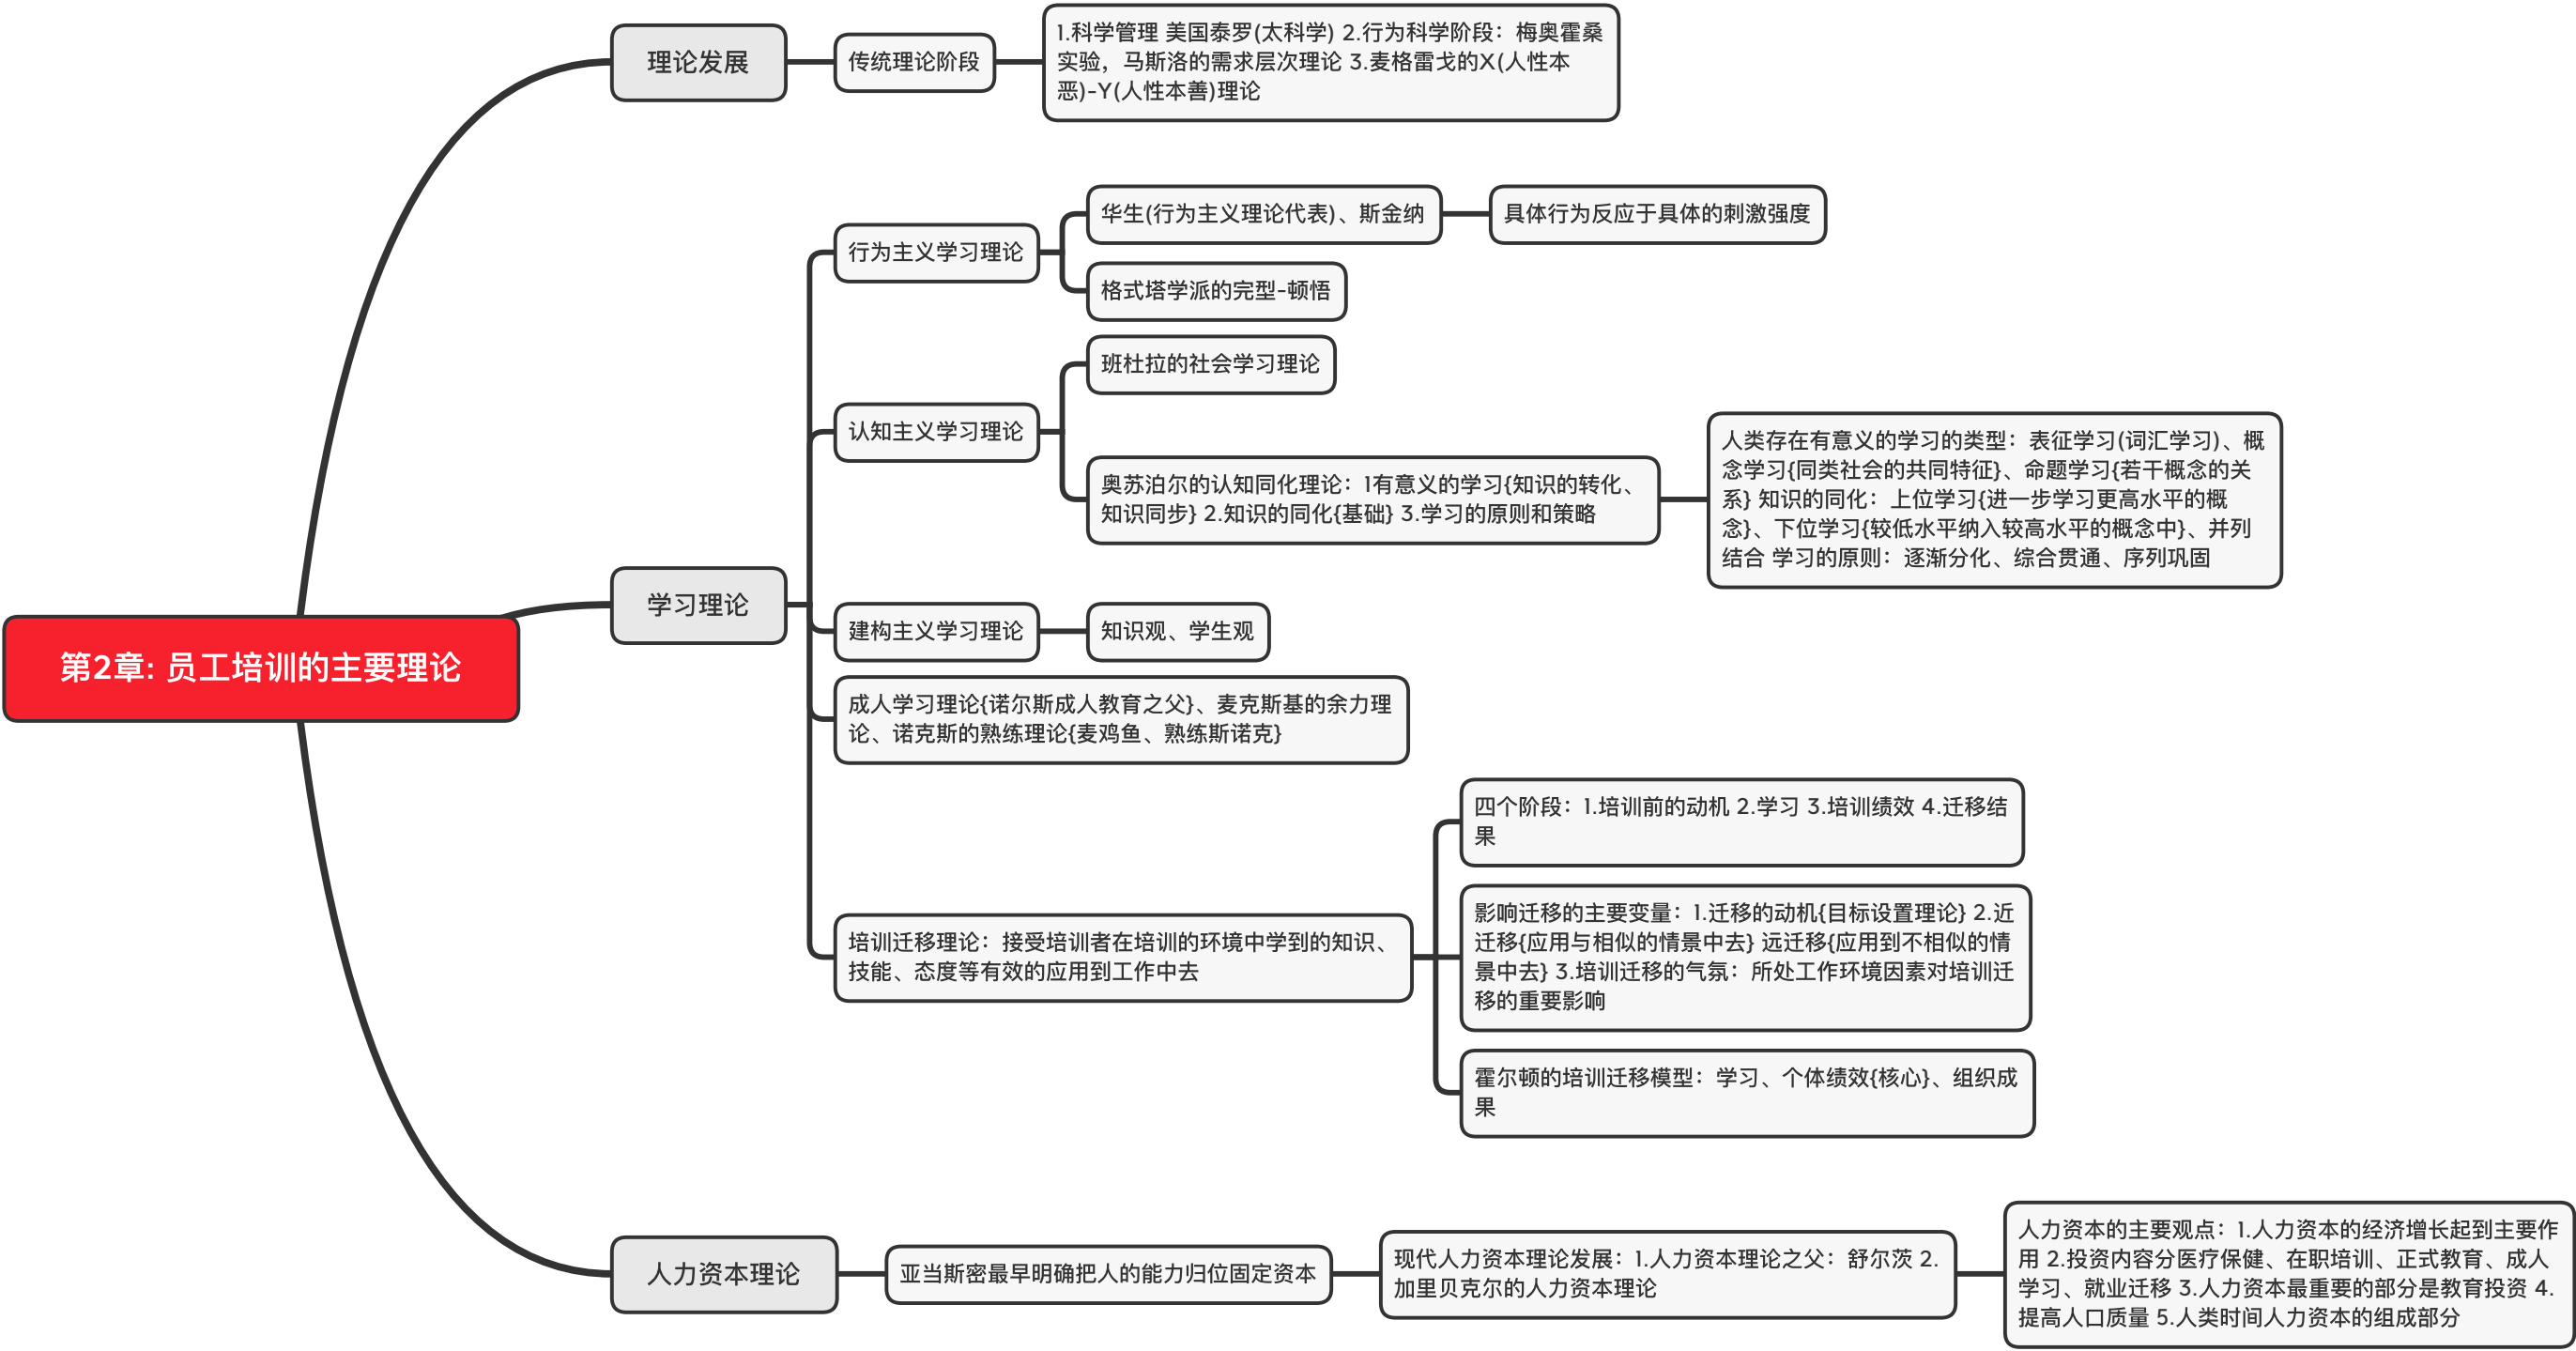 理论发展
传统理论阶段
1.科学管理 美国泰罗(太科学) 2.行为科学阶段：梅奥霍桑
实验，马斯洛的需求层次理论 3.麦格雷戈的X(人性本
恶)-Y(人性本善)理论
第2章: 员工培训的主要理论
学习理论
行为主义学习理论
华生(行为主义理论代表)、斯金纳
具体行为反应于具体的刺激强度
格式塔学派的完型-顿悟
认知主义学习理论
班杜拉的社会学习理论
奥苏泊尔的认知同化理论：1有意义的学习{知识的转化、
知识同步} 2.知识的同化{基础} 3.学习的原则和策略
人类存在有意义的学习的类型：表征学习(词汇学习)、概
念学习{同类社会的共同特征}、命题学习{若干概念的关
系} 知识的同化：上位学习{进一步学习更高水平的概
念}、下位学习{较低水平纳入较高水平的概念中}、并列
结合 学习的原则：逐渐分化、综合贯通、序列巩固
建构主义学习理论
知识观、学生观
成人学习理论{诺尔斯成人教育之父}、麦克斯基的余力理
论、诺克斯的熟练理论{麦鸡鱼、熟练斯诺克}
培训迁移理论：接受培训者在培训的环境中学到的知识、
技能、态度等有效的应用到工作中去
四个阶段：1.培训前的动机 2.学习 3.培训绩效 4.迁移结
果
影响迁移的主要变量：1.迁移的动机{目标设置理论} 2.近
迁移{应用与相似的情景中去} 远迁移{应用到不相似的情
景中去} 3.培训迁移的气氛：所处工作环境因素对培训迁
移的重要影响
霍尔顿的培训迁移模型：学习、个体绩效{核心}、组织成
果
人力资本理论
亚当斯密最早明确把人的能力归位固定资本
现代人力资本理论发展：1.人力资本理论之父：舒尔茨 2.
加里贝克尔的人力资本理论
人力资本的主要观点：1.人力资本的经济增长起到主要作
用 2.投资内容分医疗保健、在职培训、正式教育、成人
学习、就业迁移 3.人力资本最重要的部分是教育投资 4.
提高人口质量 5.人类时间人力资本的组成部分